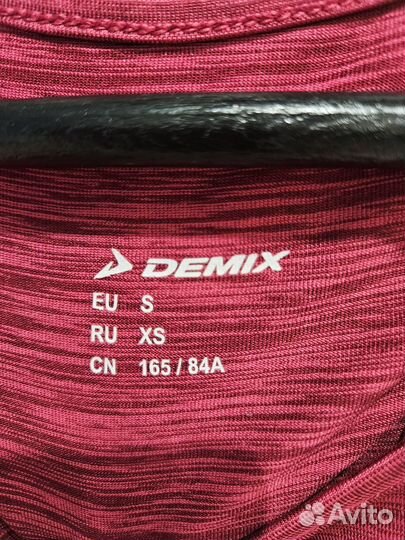 DEMIX
EU S
RU XS
CN 165 / 84A
Avito